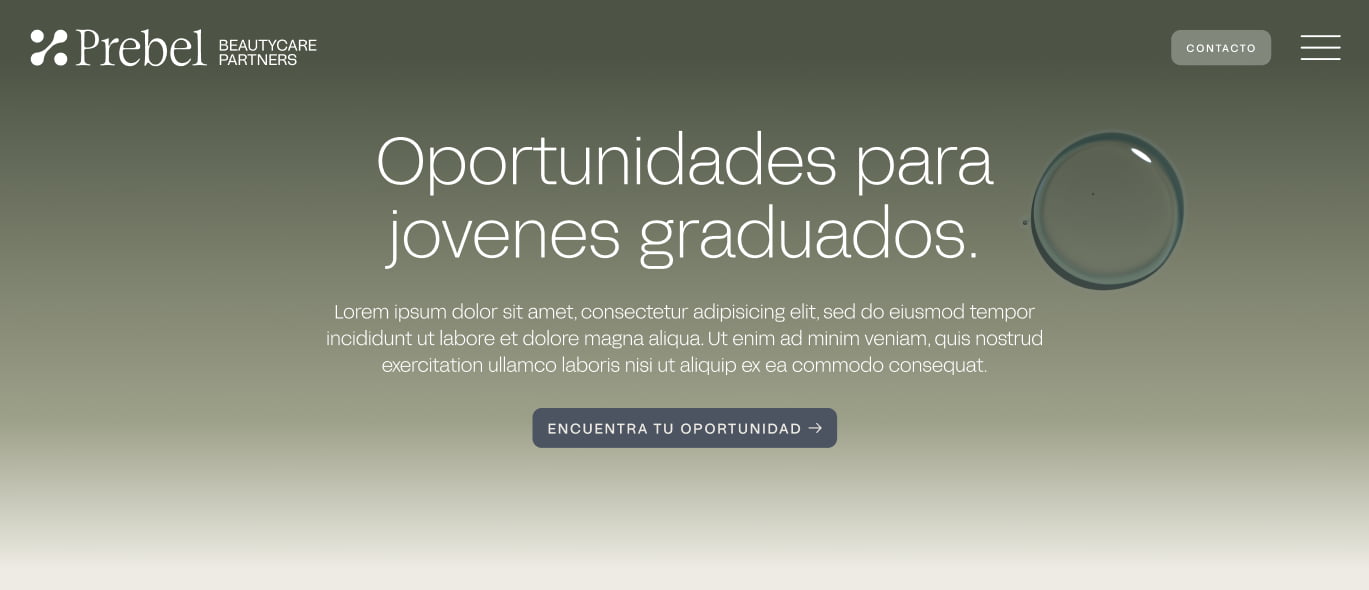 Prebel BEAUTYCARE PARTNERS
CONTACTO
Oportunidades para
jovenes graduados.
Lorem ipsum dolor sit amet, consectetur adipisicing elit, sed do eiusmod tempor
incididunt ut labore et dolore magna aliqua. Ut enim ad minim veniam, quis nostrud
exercitation ullamco laboris nisi ut aliquip ex ea commodo consequat.
ENCUENTRA TU OPORTUNIDAD →